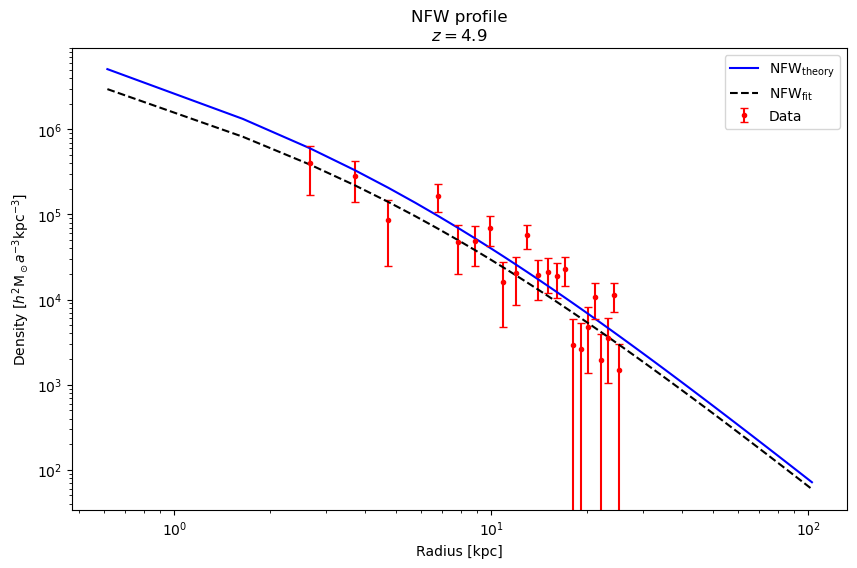 NFW profile
z = 4.9
NFW_theory
NFW_fit
Data
Density [h²M⊙a⁻³kpc⁻³]
10⁶
10⁵
10⁴
10³
10²
10⁰
10¹
10²
Radius [kpc]